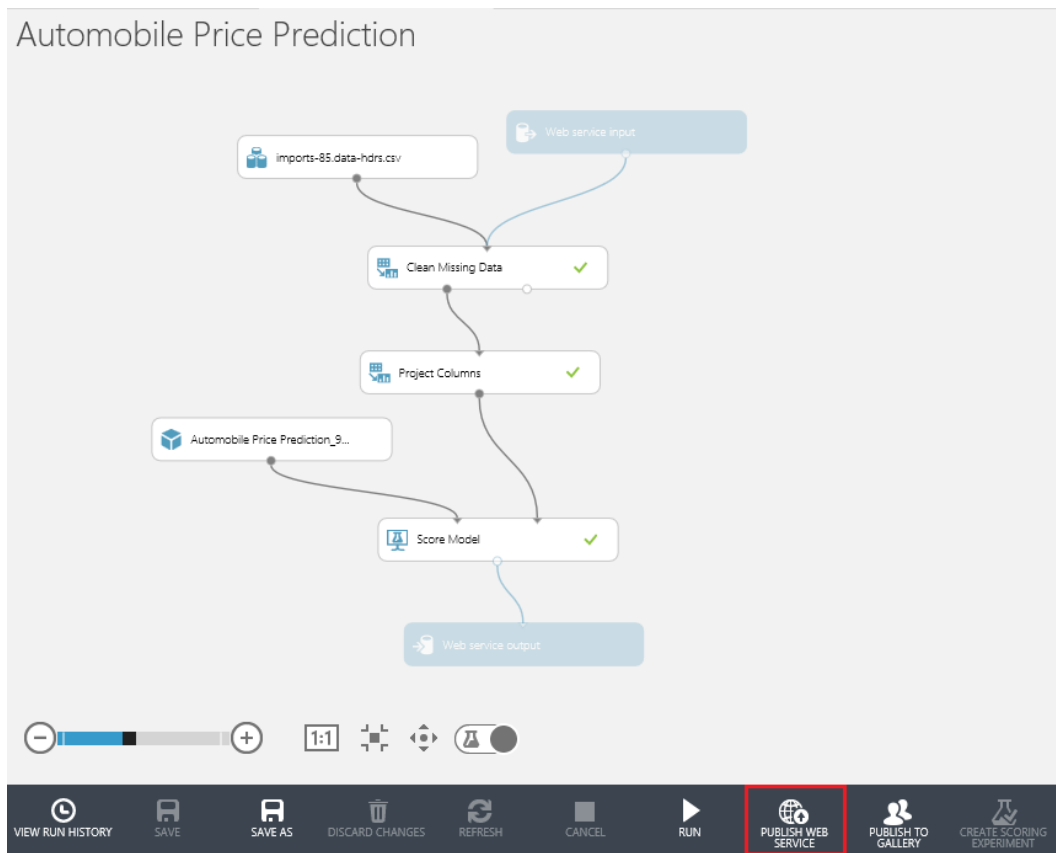 Automobile Price Prediction
Web service input
imports-85.data-hdrs.csv
Clean Missing Data
Project Columns
Automobile Price Prediction_9...
Score Model
Web service output
1:1
VIEW RUN HISTORY
SAVE
SAVE AS
DISCARD CHANGES
REFRESH
CANCEL
RUN
PUBLISH WEB
SERVICE
PUBLISH TO
GALLERY
CREATE SCORING
EXPERIMENT